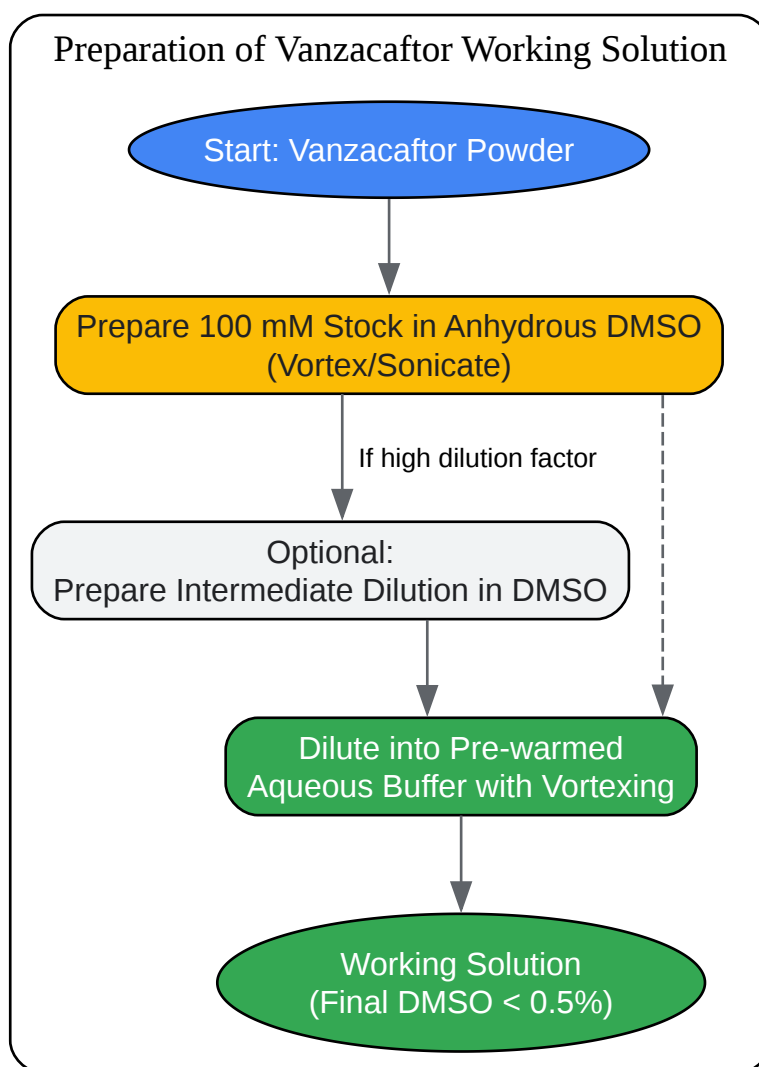 Preparation of Vanzacaftor Working Solution
Start: Vanzacaftor Powder
Prepare 100 mM Stock in Anhydrous DMSO
(Vortex/Sonicate)
If high dilution factor
Optional:
Prepare Intermediate Dilution in DMSO
Dilute into Pre-warmed
Aqueous Buffer with Vortexing
Working Solution
(Final DMSO < 0.5%)